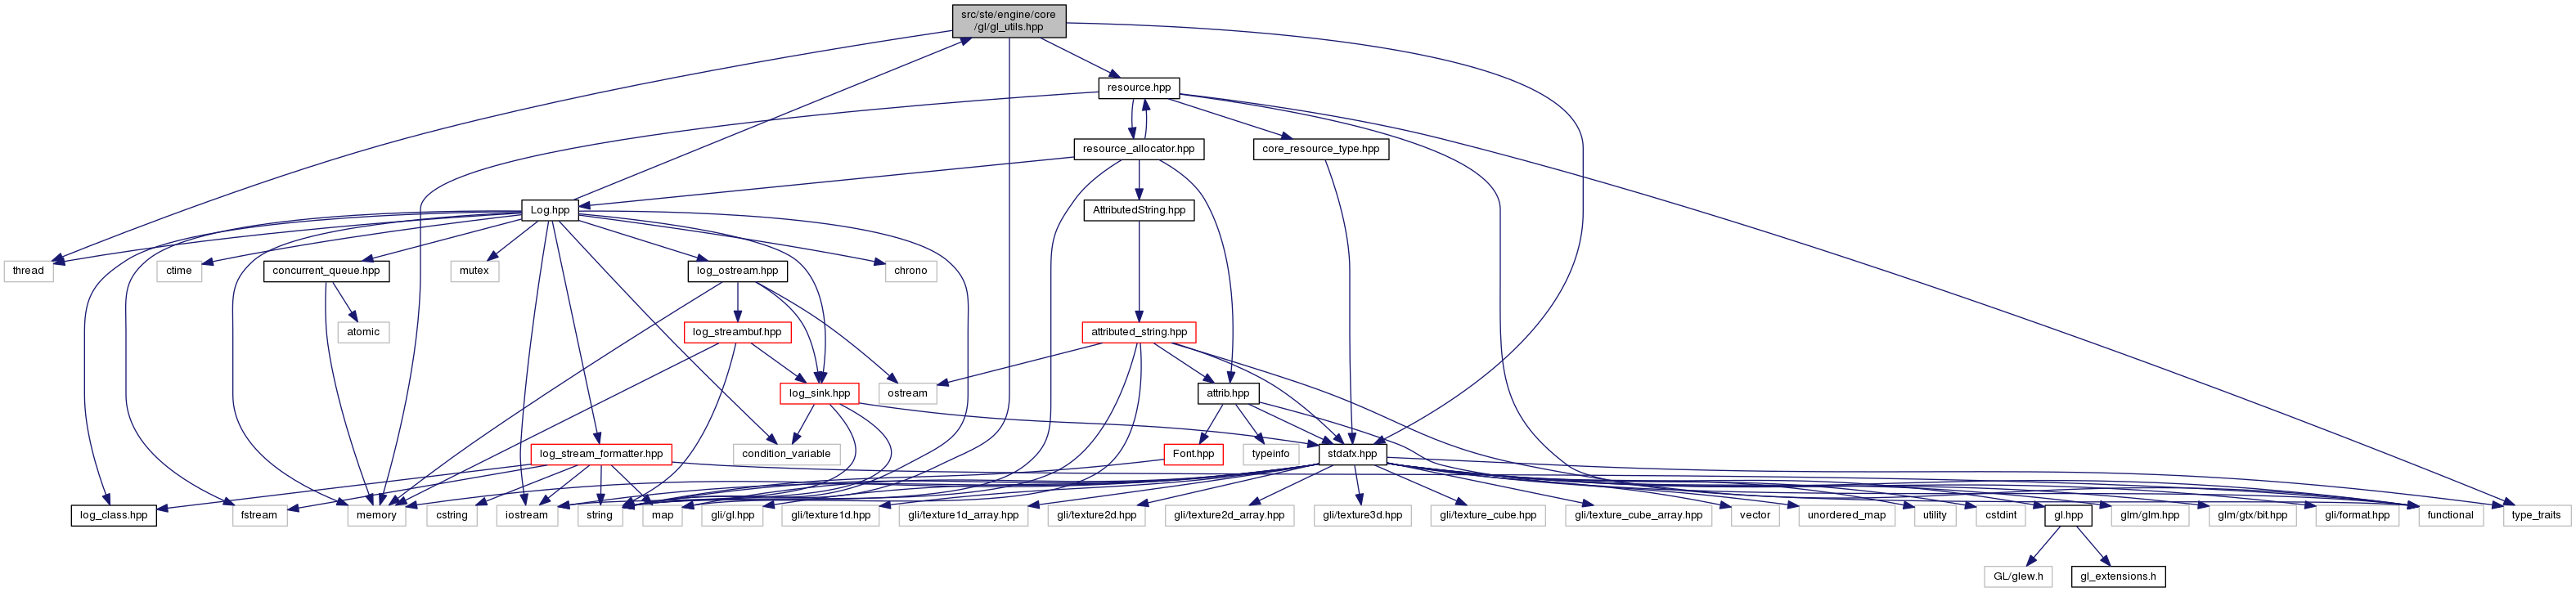 src/ste/engine/core
/gl/gl_utils.hpp
resource.hpp
resource_allocator.hpp
core_resource_type.hpp
Log.hpp
AttributedString.hpp
thread
ctime
concurrent_queue.hpp
mutex
log_ostream.hpp
chrono
atomic
log_streambuf.hpp
attributed_string.hpp
log_sink.hpp
ostream
attrib.hpp
log_stream_formatter.hpp
condition_variable
Font.hpp
typeinfo
stdafx.hpp
log_class.hpp
fstream
memory
cstring
iostream
string
map
gli/gl.hpp
gli/texture1d.hpp
gli/texture1d_array.hpp
gli/texture2d.hpp
gli/texture2d_array.hpp
gli/texture3d.hpp
gli/texture_cube.hpp
gli/texture_cube_array.hpp
vector
unordered_map
utility
cstdint
gl.hpp
glm/glm.hpp
glm/gtx/bit.hpp
gli/format.hpp
functional
type_traits
GL/glew.h
gl_extensions.h